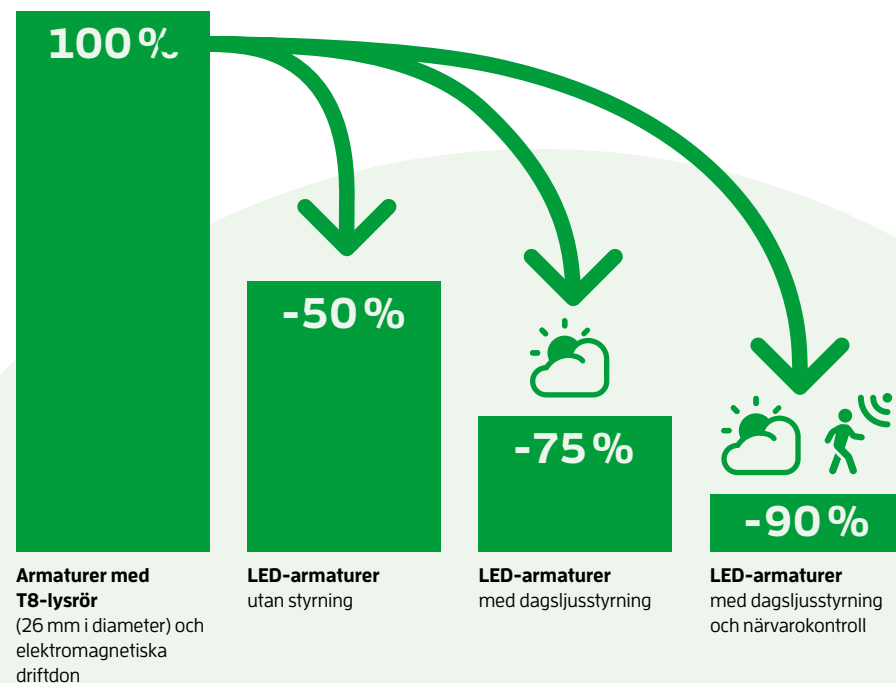 100 %
-50 %
-75 %
-90 %
Armaturer med
T8-lysrör
(26 mm i diameter) och
elektromagnetiska
driftdon
LED-armaturer
utan styrning
LED-armaturer
med dagsljusstyrning
LED-armaturer
med dagsljusstyrning
och närvarokontroll